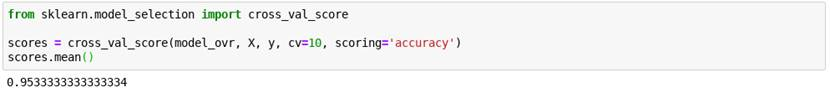 from sklearn.model_selection import cross_val_score
scores = cross_val_score(model_ovr, X, y, cv=10, scoring='accuracy')
scores.mean()
0.9533333333333334